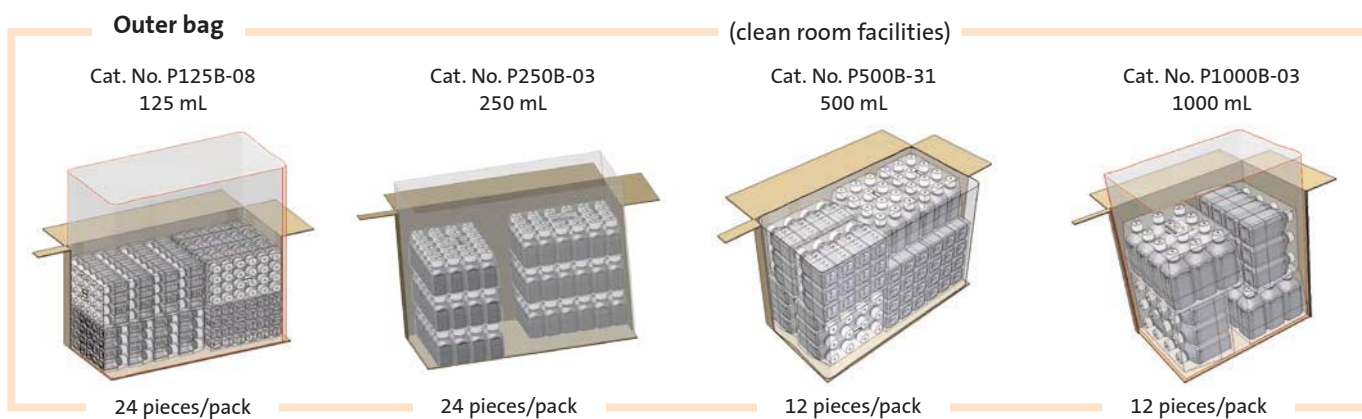 Outer bag
(clean room facilities)
Cat. No. P125B-08
125 mL
Cat. No. P250B-03
250 mL
Cat. No. P500B-31
500 mL
Cat. No. P1000B-03
1000 mL
24 pieces/pack
24 pieces/pack
12 pieces/pack
12 pieces/pack